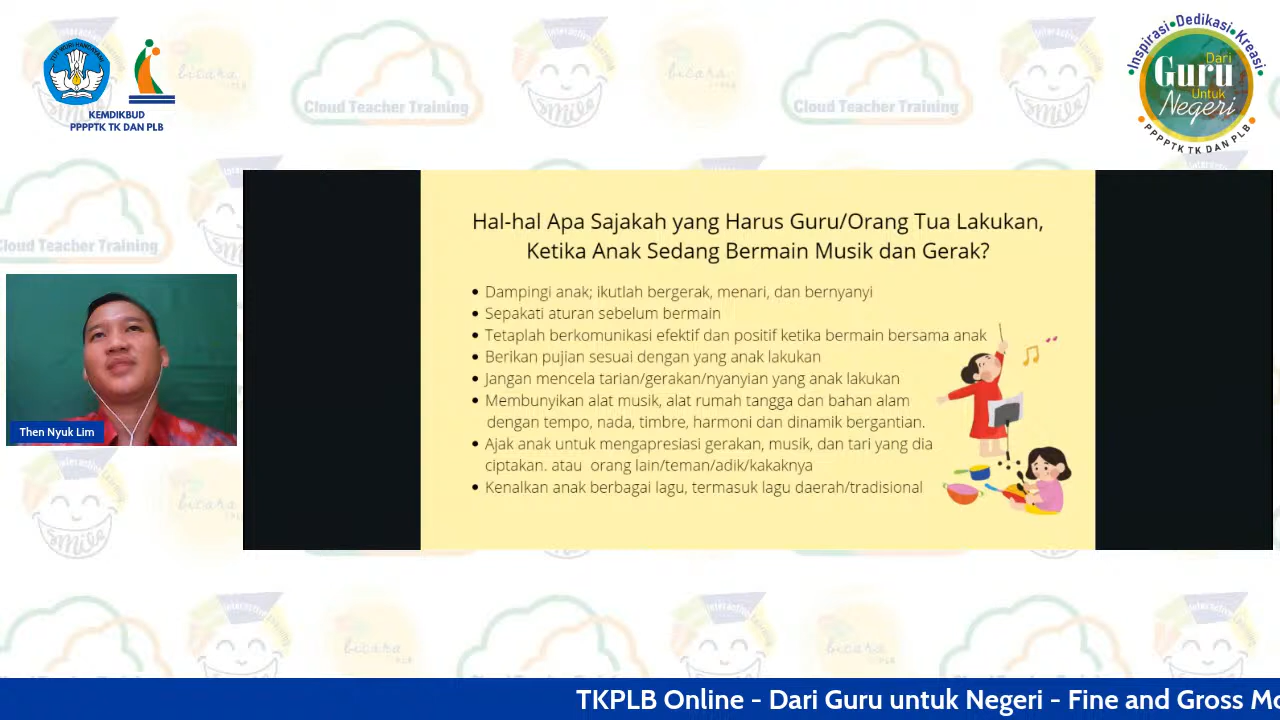 KEMDIKBUD
PPPPTK TK DAN PLB
Inspirasi•Dedikasi•Kreasi
Dari
Guru
Untuk
Negeri
PPPPTK TK DAN PLB
Cloud Teacher Training
Cloud Teacher Training
Cloud Teacher Training
Hal-hal Apa Sajakah yang Harus Guru/Orang Tua Lakukan,
Ketika Anak Sedang Bermain Musik dan Gerak?
• Dampingi anak; ikutlah bergerak, menari, dan bernyanyi
• Sepakati aturan sebelum bermain
• Tetaplah berkomunikasi efektif dan positif ketika bermain bersama anak
• Berikan pujian sesuai dengan yang anak lakukan
• Jangan mencela tarian/gerakan/nyanyian yang anak lakukan
• Membunyikan alat musik, alat rumah tangga dan bahan alam
dengan tempo, nada, timbre, harmoni dan dinamik bergantian.
• Ajak anak untuk mengapresiasi gerakan, musik, dan tari yang dia
ciptakan. atau orang lain/teman/adik/kakaknya
• Kenalkan anak berbagai lagu, termasuk lagu daerah/tradisional
Then Nyuk Lim
TKPLB Online - Dari Guru untuk Negeri - Fine and Gross Mo